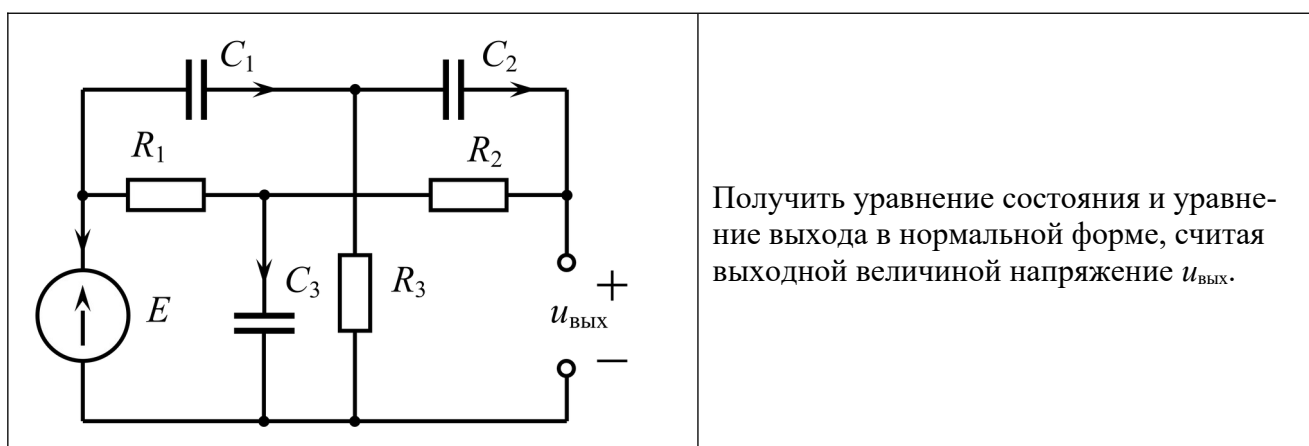 C₁
C₂
R₁
R₂
E
C₃
R₃
+
uвых
−
Получить уравнение состояния и уравне-
ние выхода в нормальной форме, считая
выходной величиной напряжение uвых.